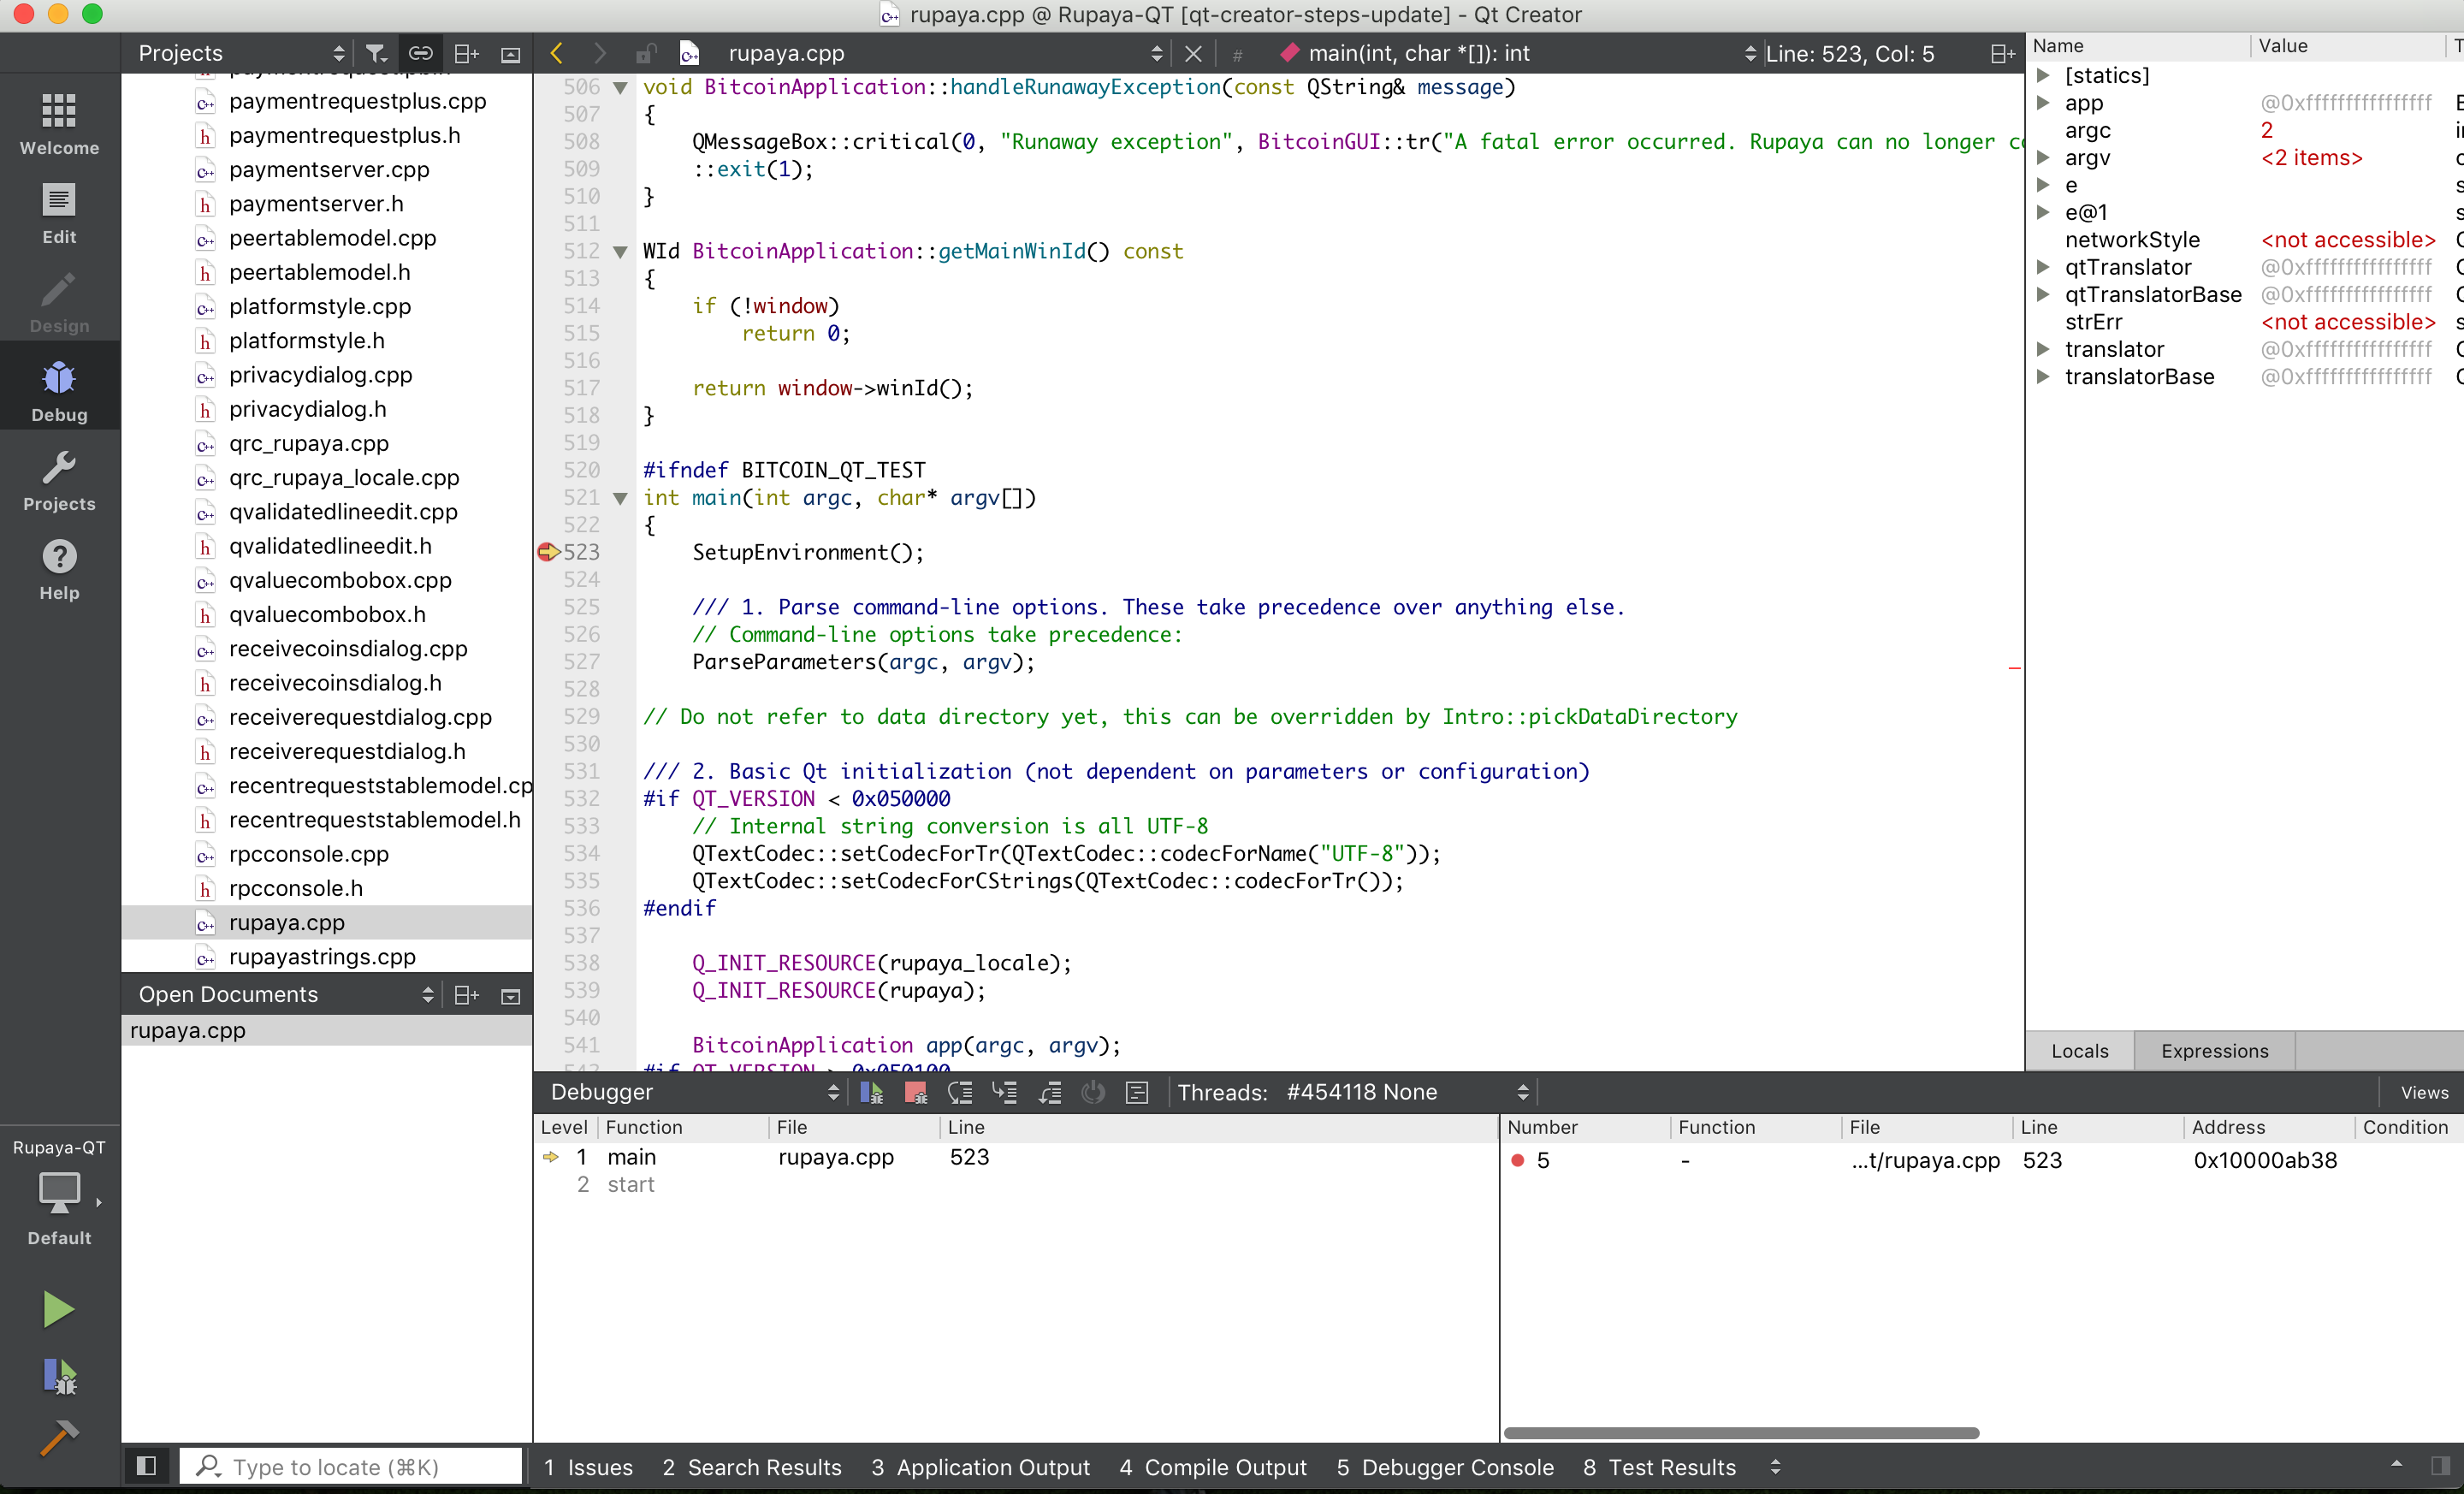 rupaya.cpp @ Rupaya-QT [qt-creator-steps-update] - Qt Creator
Projects
rupaya.cpp
#
main(int, char *[]): int
Line: 523, Col: 5
Name
Value
Welcome
Edit
Design
Debug
Projects
Help
Rupaya-QT
Default
paymentrequestplus.cpp
paymentrequestplus.h
paymentserver.cpp
paymentserver.h
peertablemodel.cpp
peertablemodel.h
platformstyle.cpp
platformstyle.h
privacydialog.cpp
privacydialog.h
qrc_rupaya.cpp
qrc_rupaya_locale.cpp
qvalidatedlineedit.cpp
qvalidatedlineedit.h
qvaluecombobox.cpp
qvaluecombobox.h
receivecoinsdialog.cpp
receivecoinsdialog.h
receiverequestdialog.cpp
receiverequestdialog.h
recentrequeststablemodel.cp
recentrequeststablemodel.h
rpcconsole.cpp
rpcconsole.h
rupaya.cpp
rupayastrings.cpp
Open Documents
rupaya.cpp
506 void BitcoinApplication::handleRunawayException(const QString& message)
507 {
508 QMessageBox::critical(0, "Runaway exception", BitcoinGUI::tr("A fatal error occurred. Rupaya can no longer c
509 ::exit(1);
510 }
511
512 WId BitcoinApplication::getMainWinId() const
513 {
514 if (!window)
515 return 0;
516
517 return window->winId();
518 }
519
520 #ifndef BITCOIN_QT_TEST
521 int main(int argc, char* argv[])
522 {
523 SetupEnvironment();
524
525 /// 1. Parse command-line options. These take precedence over anything else.
526 // Command-line options take precedence:
527 ParseParameters(argc, argv);
528
529 // Do not refer to data directory yet, this can be overridden by Intro::pickDataDirectory
530
531 /// 2. Basic Qt initialization (not dependent on parameters or configuration)
532 #if QT_VERSION < 0x050000
533 // Internal string conversion is all UTF-8
534 QTextCodec::setCodecForTr(QTextCodec::codecForName("UTF-8"));
535 QTextCodec::setCodecForCStrings(QTextCodec::codecForTr());
536 #endif
537
538 Q_INIT_RESOURCE(rupaya_locale);
539 Q_INIT_RESOURCE(rupaya);
540
541 BitcoinApplication app(argc, argv);
#if QT_VERSION > 0x050100
[statics]
app @0xffffffffffffffff
argc 2
argv <2 items>
e
e@1
networkStyle <not accessible>
qtTranslator @0xffffffffffffffff
qtTranslatorBase @0xffffffffffffffff
strErr <not accessible>
translator @0xffffffffffffffff
translatorBase @0xffffffffffffffff
Locals Expressions
Debugger
Threads: #454118 None
Views
Level Function File Line
1 main rupaya.cpp 523
2 start
Number Function File Line Address Condition
5 - ...t/rupaya.cpp 523 0x10000ab38
Type to locate (⌘K)
1 Issues 2 Search Results 3 Application Output 4 Compile Output 5 Debugger Console 8 Test Results